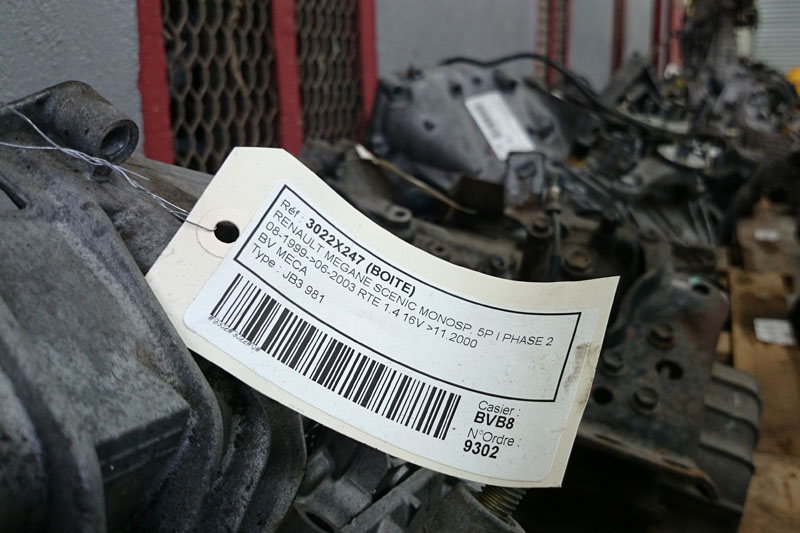 Réf : 3022X247 (BOITE)
RENAULT MEGANE SCENIC MONOSP. 5P I PHASE 2
08-1999->06-2003 RTE 1.4 16V >11.2000
BV MECA
Type : JB3 981
Casier :
BVB8
N°Ordre :
9302